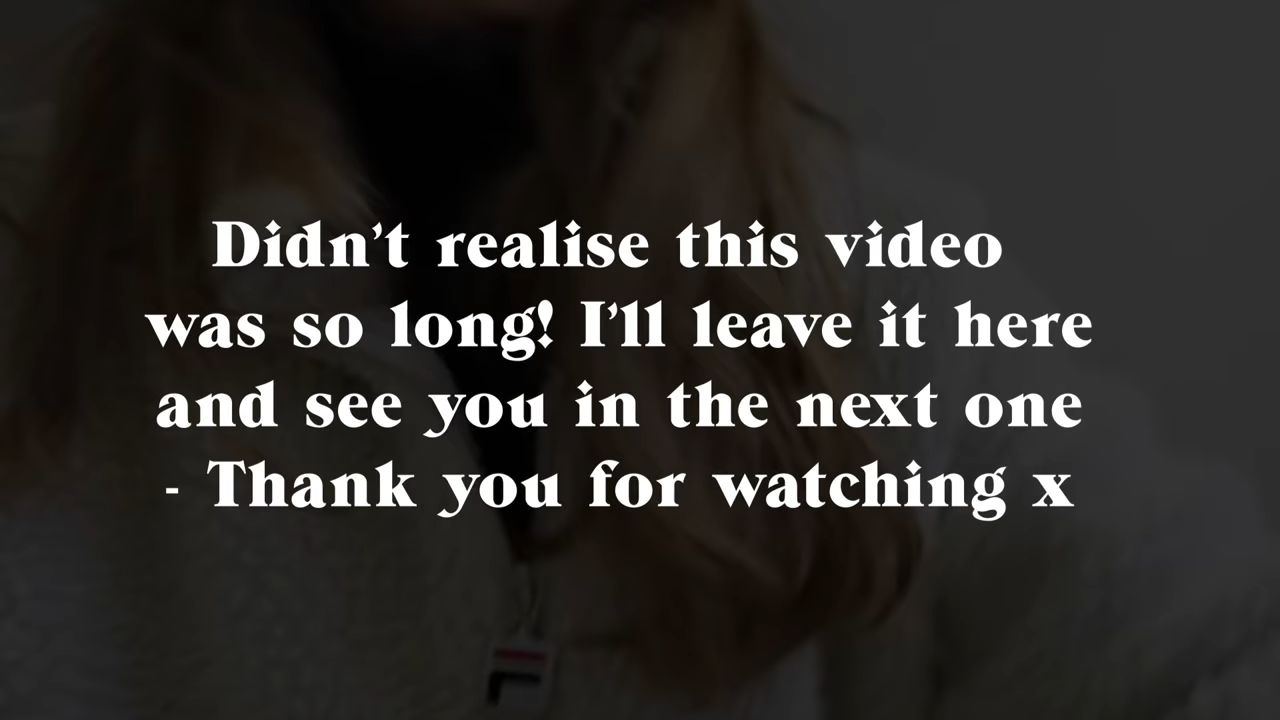 Didn't realise this video
was so long! I'll leave it here
and see you in the next one
- Thank you for watching x